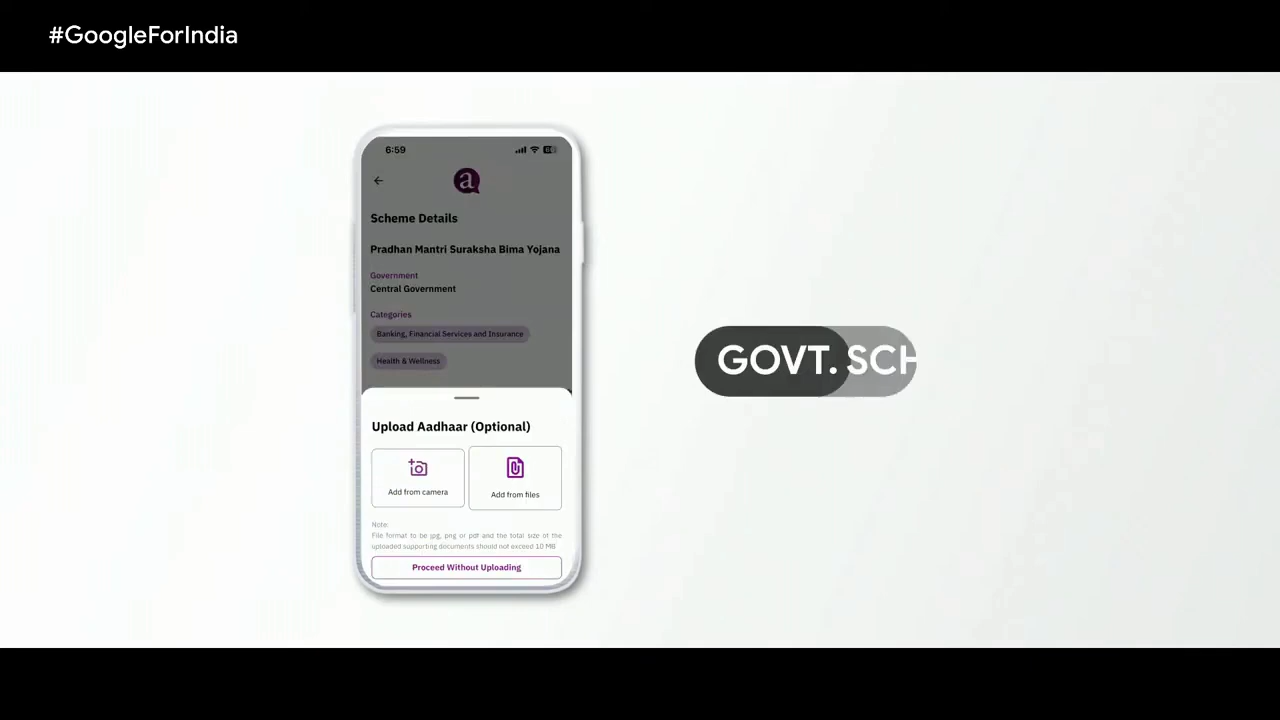 #GoogleForIndia
6:59
a
Scheme Details
Pradhan Mantri Suraksha Bima Yojana
Government
Central Government
Categories
Banking, Financial Services and Insurance
Health & Wellness
Upload Aadhaar (Optional)
Add from camera
Add from files
Note:
File format to be jpg, png or pdf and the total size of the
uploaded supporting documents should not exceed 10 MB
Proceed Without Uploading
GOVT. SCH